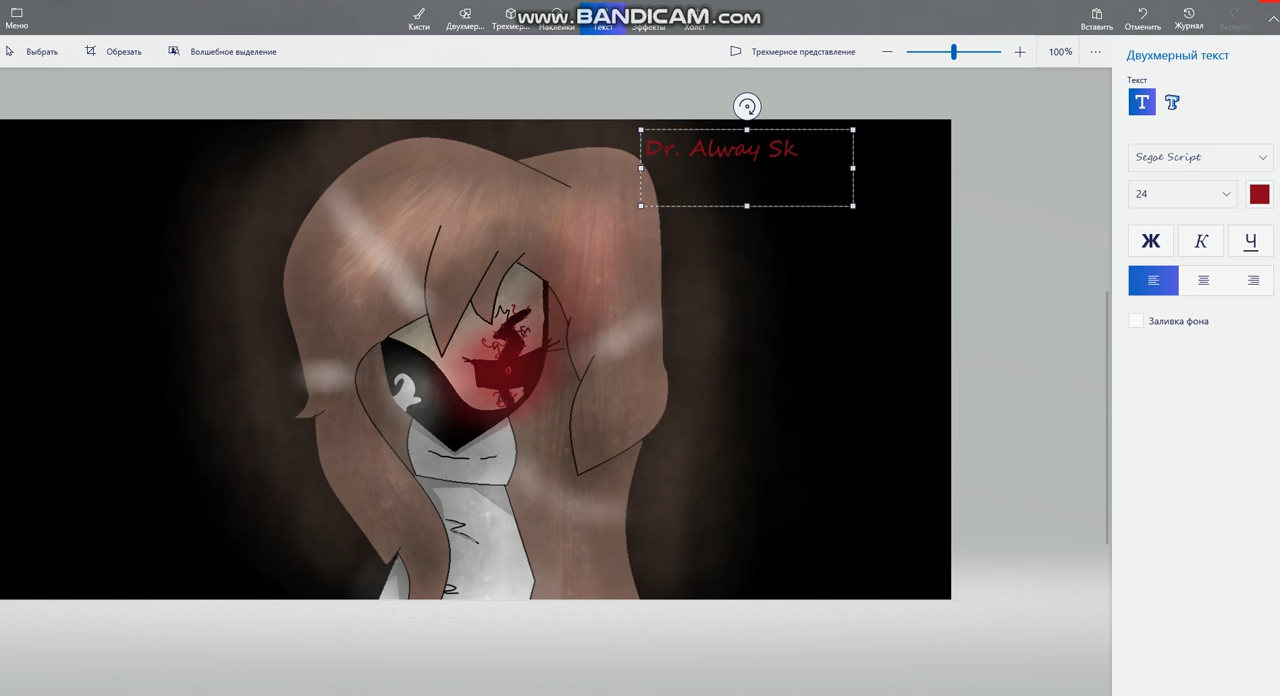 www.BANDICAM.com
Меню
Кисти
Двухмер...
Трехмер...
Наклейки
Текст
Эффекты
Холст
Вставить
Отменить
Журнал
Вернуть
Выбрать
Обрезать
Волшебное выделение
Трехмерное представление
100%
Двухмерный текст
Текст
T
T
Segoe Script
24
Ж
К
Ч
Заливка фона
Dr. Alway Sk